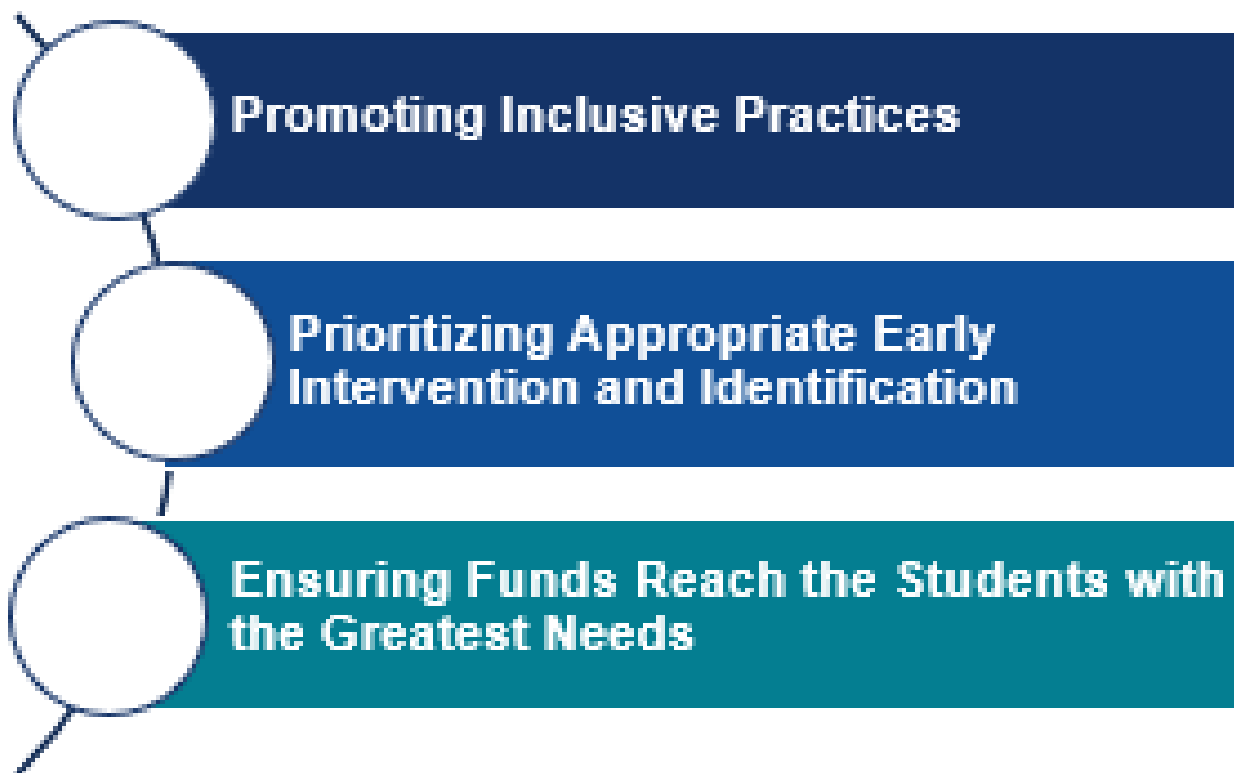 Promoting Inclusive Practices
Prioritizing Appropriate Early
Intervention and Identification
Ensuring Funds Reach the Students with
the Greatest Needs